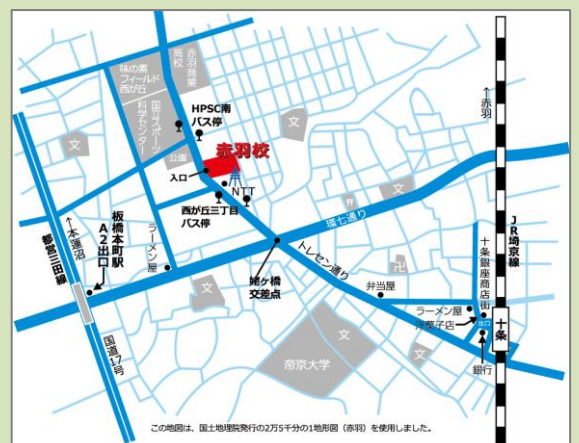 赤羽商業
高校
味の素
フィールド
西が丘
国立スポーツ
科学センター
HPSC南
バス停
公園
赤羽校
入口
NTT
西が丘三丁目
バス停
文
文
文
文
文
文
文
卍
←赤羽
JR埼京線
環七通り
トレセン通り
姥ヶ橋
交差点
←本蓮沼
都営三田線
板橋本町駅
A2出口
ラーメン屋
国道17号
弁当屋
十条銀座商店街
ラーメン屋
洋菓子店
北口
十条
銀行
帝京大学
この地図は、国土地理院発行の2万5千分の1地形図（赤羽）を使用しました。